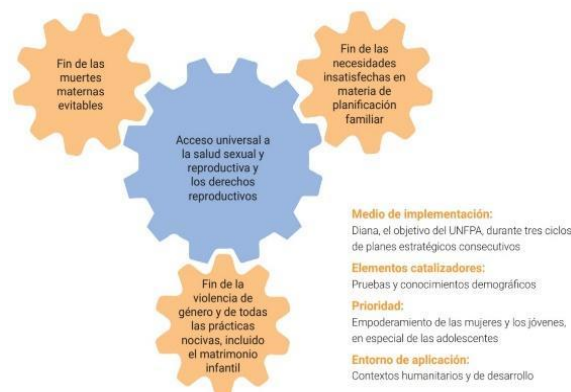 Fin de las
muertes
maternas
evitables
Fin de las
necesidades
insatisfechas en
materia de
planificación
familiar
Acceso universal a
la salud sexual y
reproductiva y
los derechos
reproductivos
Fin de la
violencia de
género y de todas
las prácticas
nocivas, incluido
el matrimonio
infantil
Medio de implementación:
Diana, el objetivo del UNFPA, durante tres ciclos
de planes estratégicos consecutivos
Elementos catalizadores:
Pruebas y conocimientos demográficos
Prioridad:
Empoderamiento de las mujeres y los jóvenes,
en especial de las adolescentes
Entorno de aplicación:
Contextos humanitarios y de desarrollo